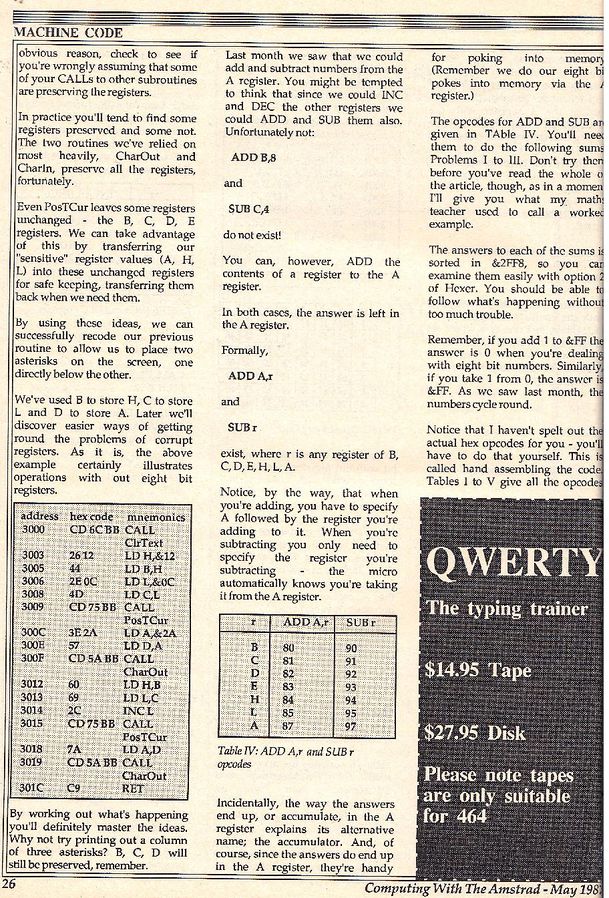 MACHINE CODE
obvious reason, check to see if
you're wrongly assuming that some
of your CALLs to other subroutines
are preserving the registers.
In practice you'll tend to find some
registers preserved and some not.
The two routines we've relied on
most heavily, CharOut and
CharIn, preserve all the registers,
fortunately.
Even PosTCur leaves some registers
unchanged - the B, C, D, E
registers. We can take advantage
of this by transferring our
"sensitive" register values (A, H,
L) into these unchanged registers
for safe keeping, transferring them
back when we need them.
By using these ideas, we can
successfully recode our previous
routine to allow us to place two
asterisks on the screen, one
directly below the other.
We've used B to store H, C to store
L and D to store A. Later we'll
discover easier ways of getting
round the problems of corrupt
registers. As it is, the above
example certainly illustrates
operations with out eight bit
registers.
address hex code mnemonics
3000 CD 6C BB CALL
ClrText
3003 26 12 LD H,&12
3005 44 LD B,H
3006 2E 0C LD L,&0C
3008 4D LD C,L
3009 CD 75 BB CALL
PosTCur
300C 3E 2A LD A,&2A
300E 57 LD D,A
300F CD 5A BB CALL
CharOut
3012 60 LD H,B
3013 69 LD L,C
3014 2C INC L
3015 CD 75 BB CALL
PosTCur
3018 7A LD A,D
3019 CD 5A BB CALL
CharOut
301C C9 RET
By working out what's happening
you'll definitely master the ideas.
Why not try printing out a column
of three asterisks? B, C, D will
still be preserved, remember.
Last month we saw that we could
add and subtract numbers from the
A register. You might be tempted
to think that since we could INC
and DEC the other registers we
could ADD and SUB them also.
Unfortunately not:
ADD B,8
and
SUB C,4
do not exist!
You can, however, ADD the
contents of a register to the A
register.
In both cases, the answer is left in
the A register.
Formally,
ADD A,r
and
SUB r
exist, where r is any register of B,
C, D, E, H, L, A.
Notice, by the way, that when
you're adding, you have to specify
A followed by the register you're
adding to it. When you're
subtracting you only need to
specify the register you're
subtracting - the micro
automatically knows you're taking
it from the A register.
r ADD A,r SUB r
B 80 90
C 81 91
D 82 92
E 83 93
H 84 94
L 85 95
A 87 97
Table IV: ADD A,r and SUB r
opcodes
Incidentally, the way the answers
end up, or accumulate, in the A
register explains its alternative
name; the accumulator. And, of
course, since the answers do end up
in the A register, they're handy
for poking into memory
(Remember we do our eight bi
pokes into memory via the A
register.)
The opcodes for ADD and SUB are
given in TAble IV. You'll need
them to do the following sums
Problems I to III. Don't try them
before you've read the whole o
the article, though, as in a momen
I'll give you what my maths
teacher used to call a worked
example.
The answers to each of the sums is
sorted in &2FF8, so you can
examine them easily with option 2
of Hexer. You should be able to
follow what's happening withou
too much trouble.
Remember, if you add 1 to &FF the
answer is 0 when you're dealing
with eight bit numbers. Similarly,
if you take 1 from 0, the answer is
&FF. As we saw last month, the
numbers cycle round.
Notice that I haven't spelt out the
actual hex opcodes for you - you'll
have to do that yourself. This is
called hand assembling the code.
Tables I to V give all the opcodes
QWERTY
The typing trainer
$14.95 Tape
$27.95 Disk
Please note tapes
are only suitable
for 464
26
Computing With The Amstrad - May 198